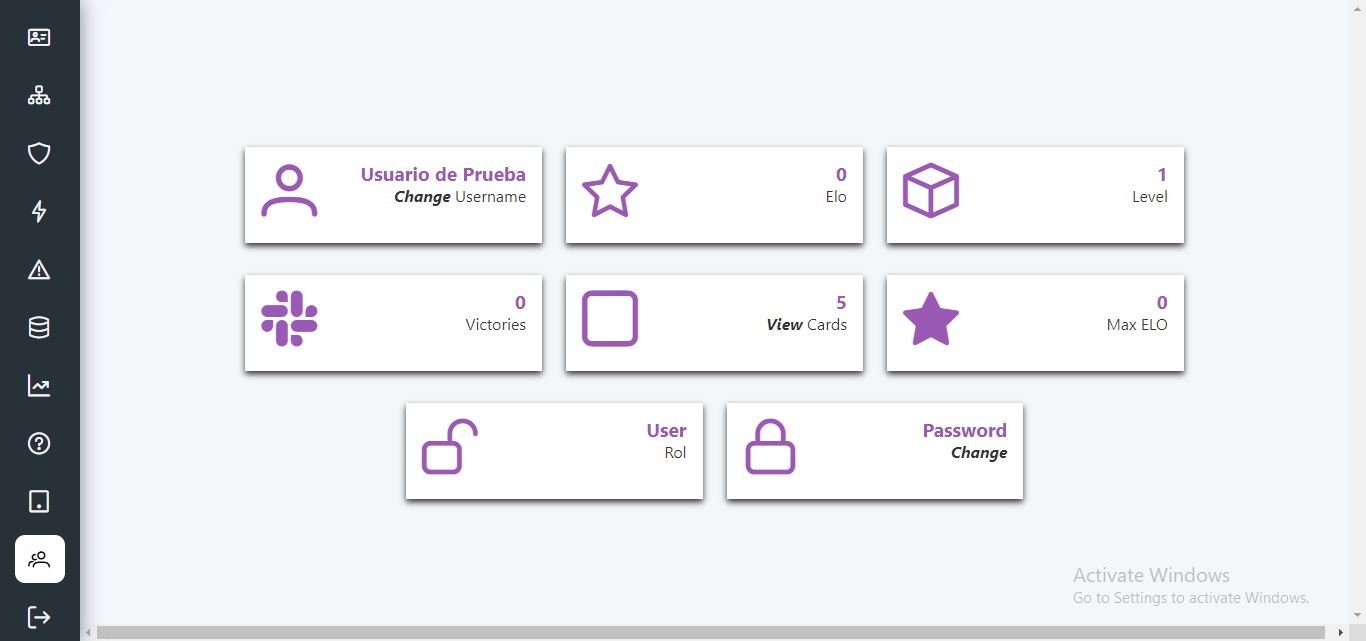 Usuario de Prueba
Change Username
0
Elo
1
Level
0
Victories
5
View Cards
0
Max ELO
User
Rol
Password
Change
Activate Windows
Go to Settings to activate Windows.